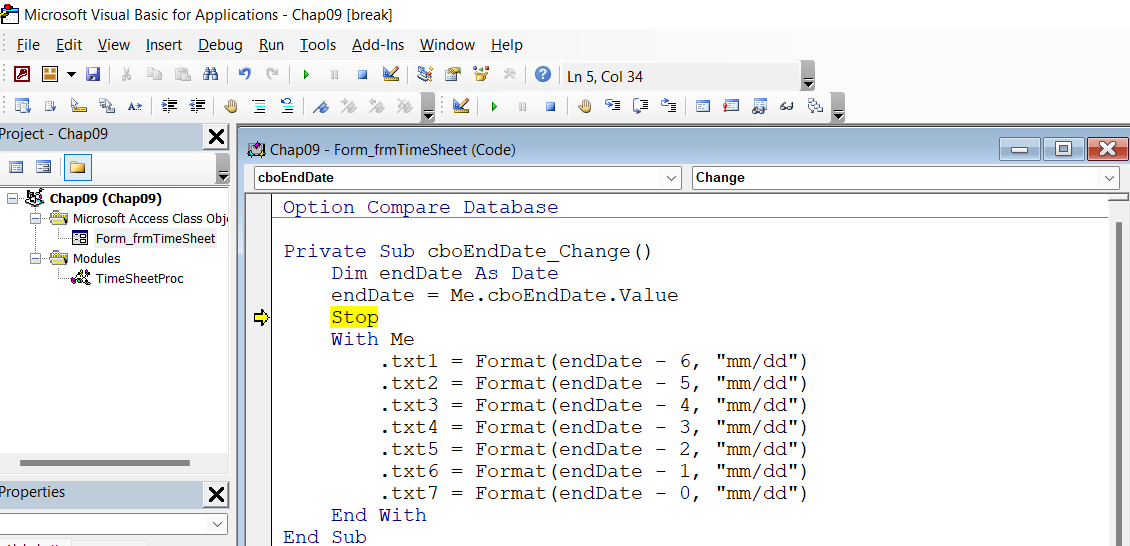 Microsoft Visual Basic for Applications - Chap09 [break]
File Edit View Insert Debug Run Tools Add-Ins Window Help
Ln 5, Col 34
Project - Chap09
Chap09 - Form_frmTimeSheet (Code)
cboEndDate Change
Chap09 (Chap09)
Microsoft Access Class Obj
Form_frmTimeSheet
Modules
TimeSheetProc
Option Compare Database
Private Sub cboEndDate_Change()
Dim endDate As Date
endDate = Me.cboEndDate.Value
Stop
With Me
.txt1 = Format(endDate - 6, "mm/dd")
.txt2 = Format(endDate - 5, "mm/dd")
.txt3 = Format(endDate - 4, "mm/dd")
.txt4 = Format(endDate - 3, "mm/dd")
.txt5 = Format(endDate - 2, "mm/dd")
.txt6 = Format(endDate - 1, "mm/dd")
.txt7 = Format(endDate - 0, "mm/dd")
End With
End Sub
Properties